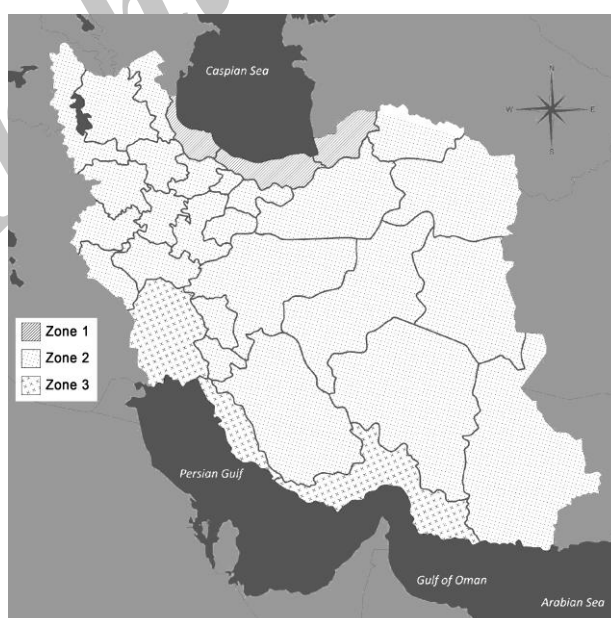 Caspian Sea
N
W
E
S
Zone 1
Zone 2
Zone 3
Persian Gulf
Gulf of Oman
Arabian Sea